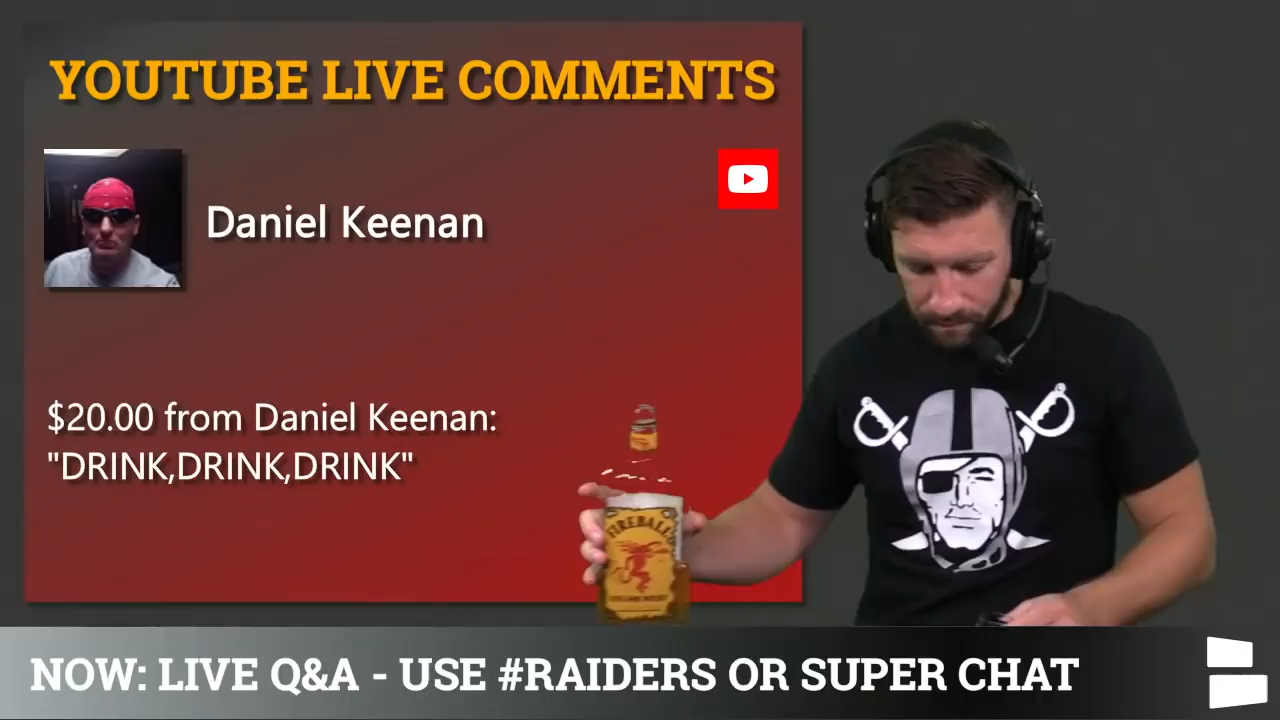 YOUTUBE LIVE COMMENTS
Daniel Keenan
$20.00 from Daniel Keenan:
"DRINK,DRINK,DRINK"
FIREBALL
NOW: LIVE Q&A - USE #RAIDERS OR SUPER CHAT